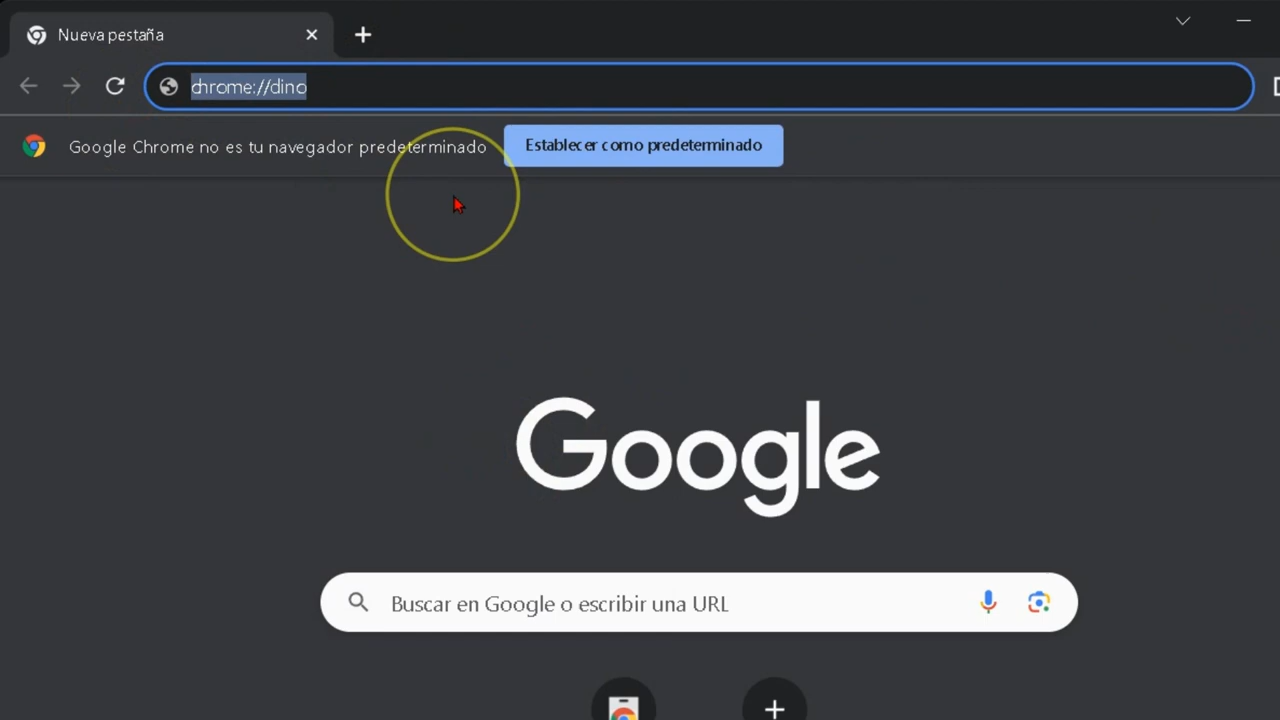 Nueva pestaña
chrome://dino
Google Chrome no es tu navegador predeterminado
Establecer como predeterminado
Google
Buscar en Google o escribir una URL